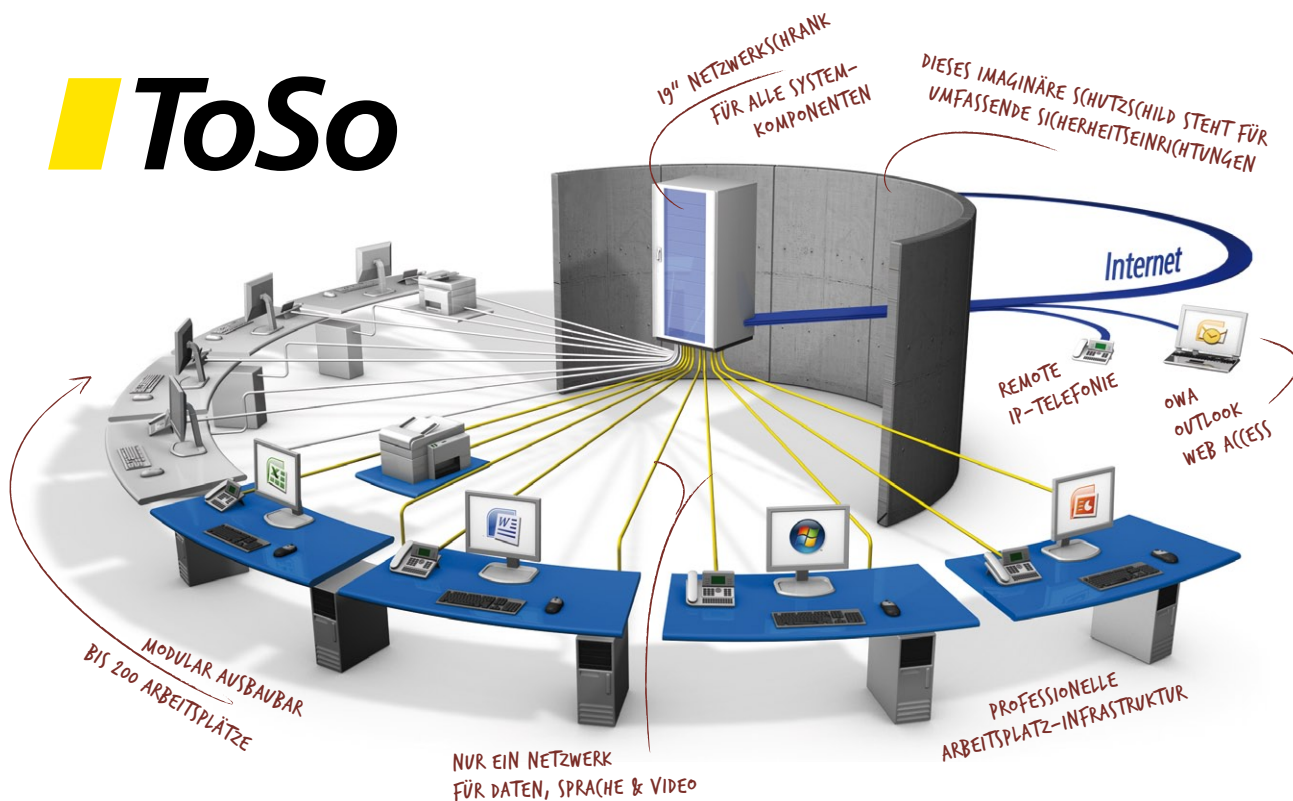 ToSo
19" NETZWERKSCHRANK
FÜR ALLE SYSTEM-
KOMPONENTEN
DIESES IMAGINÄRE SCHUTZSCHILD STEHT FÜR
UMFASSENDE SICHERHEITSEINRICHTUNGEN
Internet
REMOTE
IP-TELEFONIE
OWA
OUTLOOK
WEB ACCESS
W
MODULAR AUSBAUBAR
BIS 200 ARBEITSPLÄTZE
NUR EIN NETZWERK
FÜR DATEN, SPRACHE & VIDEO
PROFESSIONELLE
ARBEITSPLATZ-INFRASTRUKTUR